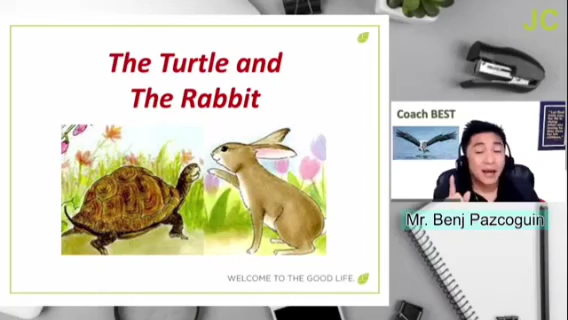 The Turtle and
The Rabbit
WELCOME TO THE GOOD LIFE.
JC
Coach BEST
Mr. Benj Pazcoguin